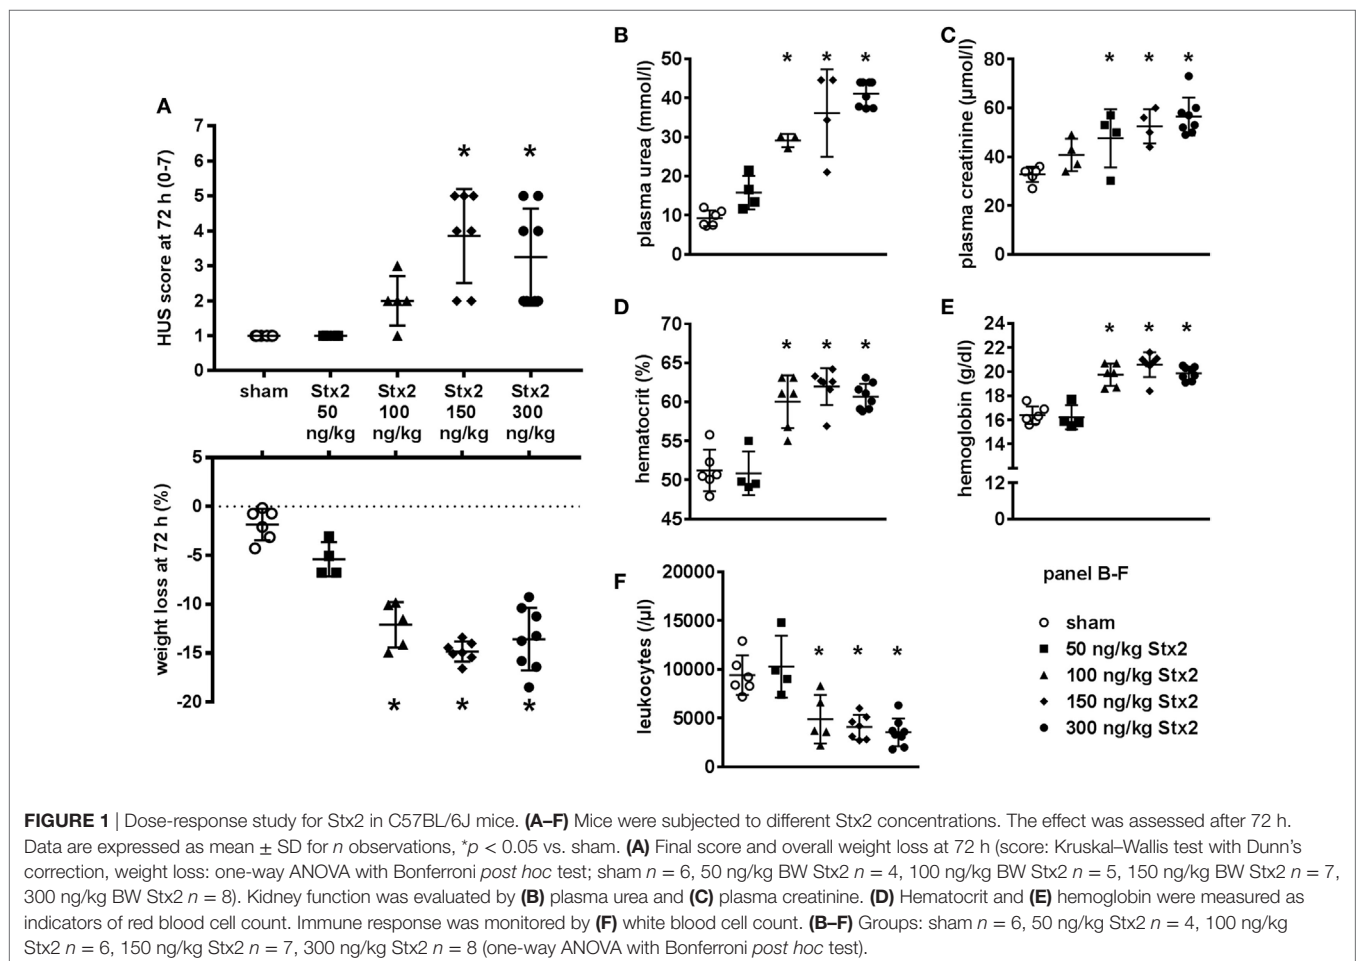 A
HUS score at 72 h (0-7)
7
6
5
4
3
2
1
0
* *
sham
Stx2 50 ng/kg
Stx2 100 ng/kg
Stx2 150 ng/kg
Stx2 300 ng/kg
weight loss at 72 h (%)
5
0
-5
-10
-15
-20
* * *
B
plasma urea (mmol/l)
50
40
30
20
10
0
* * *
C
plasma creatinine (μmol/l)
80
60
40
20
0
* * *
D
hematocrit (%)
70
65
60
55
50
45
* * *
E
hemoglobin (g/dl)
24
22
20
18
16
14
12
0
* * *
F
leukocytes (/μl)
20000
15000
10000
5000
0
* * *
panel B-F
sham
50 ng/kg Stx2
100 ng/kg Stx2
150 ng/kg Stx2
300 ng/kg Stx2
FIGURE 1 | Dose-response study for Stx2 in C57BL/6J mice. (A–F) Mice were subjected to different Stx2 concentrations. The effect was assessed after 72 h.
Data are expressed as mean ± SD for n observations, *p < 0.05 vs. sham. (A) Final score and overall weight loss at 72 h (score: Kruskal–Wallis test with Dunn's
correction, weight loss: one-way ANOVA with Bonferroni post hoc test; sham n = 6, 50 ng/kg BW Stx2 n = 4, 100 ng/kg BW Stx2 n = 5, 150 ng/kg BW Stx2 n = 7,
300 ng/kg BW Stx2 n = 8). Kidney function was evaluated by (B) plasma urea and (C) plasma creatinine. (D) Hematocrit and (E) hemoglobin were measured as
indicators of red blood cell count. Immune response was monitored by (F) white blood cell count. (B–F) Groups: sham n = 6, 50 ng/kg Stx2 n = 4, 100 ng/kg
Stx2 n = 6, 150 ng/kg Stx2 n = 7, 300 ng/kg Stx2 n = 8 (one-way ANOVA with Bonferroni post hoc test).